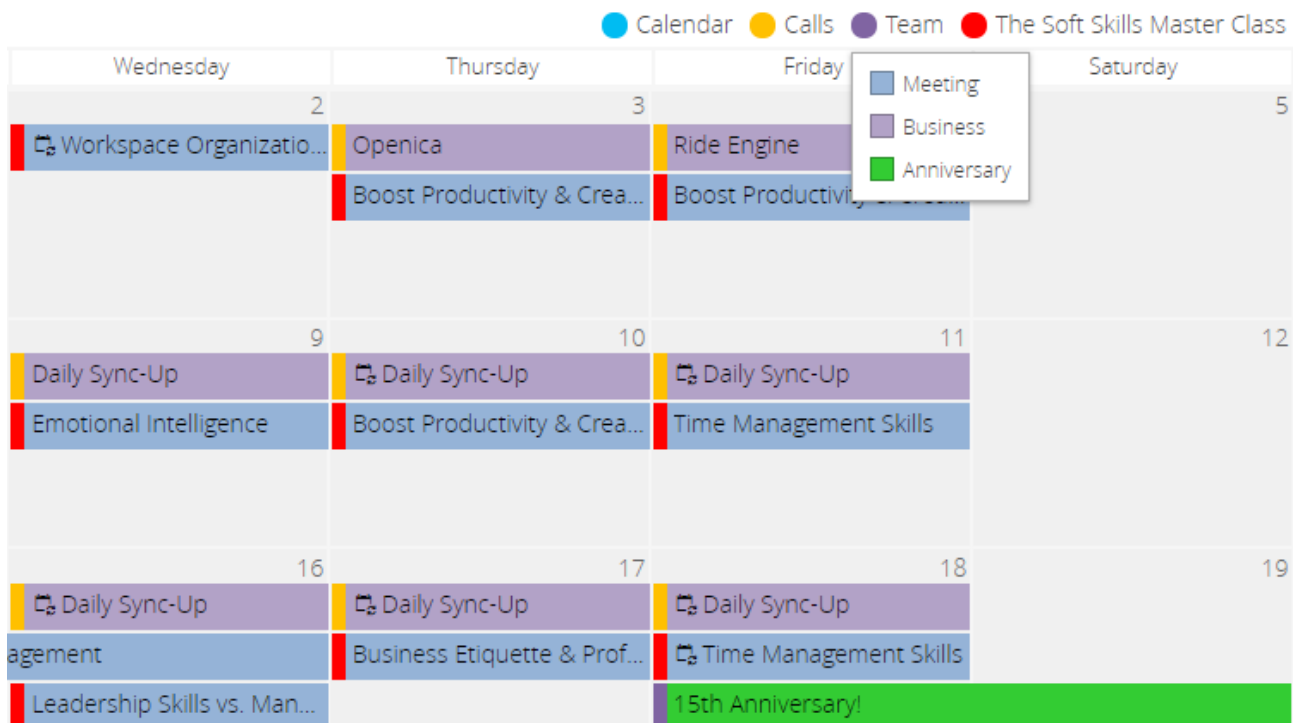 Calendar Calls Team The Soft Skills Master Class
Wednesday Thursday Friday Saturday
Meeting
Business
Anniversary
2 3 5
Workspace Organizatio... Openica Ride Engine
Boost Productivity & Crea... Boost Productivity
9 10 11 12
Daily Sync-Up Daily Sync-Up Daily Sync-Up
Emotional Intelligence Boost Productivity & Crea... Time Management Skills
16 17 18 19
Daily Sync-Up Daily Sync-Up Daily Sync-Up
agement Business Etiquette & Prof... Time Management Skills
Leadership Skills vs. Man... 15th Anniversary!